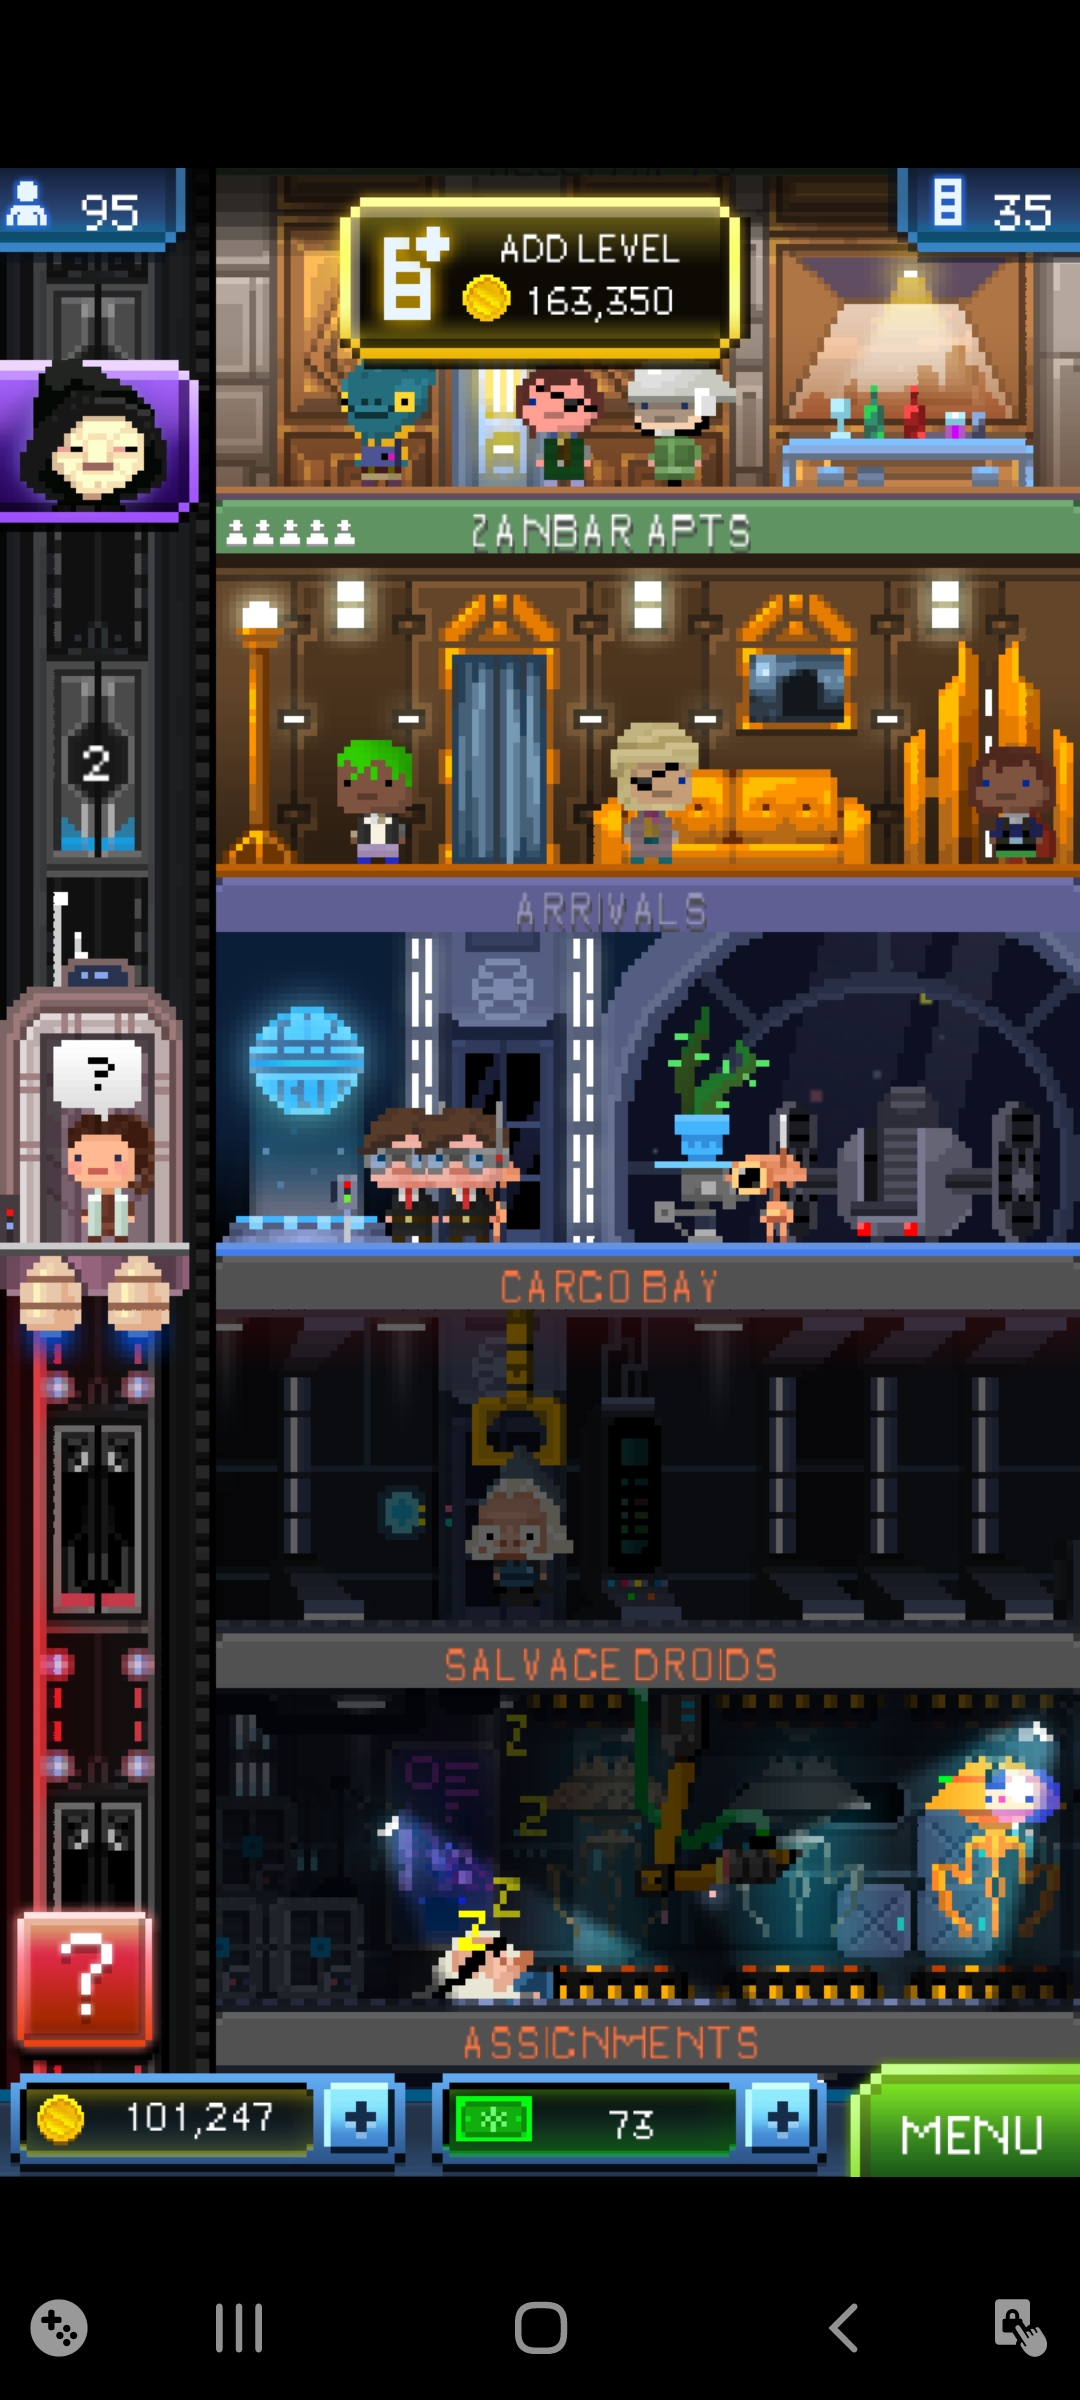 95
ADD LEVEL
163,350
35
ZANBAR APTS
2
ARRIVALS
?
CARGO BAY
SALVAGE DROIDS
Z
Z
Z
Z
?
ASSIGNMENTS
101,247 +
73 +
MENU